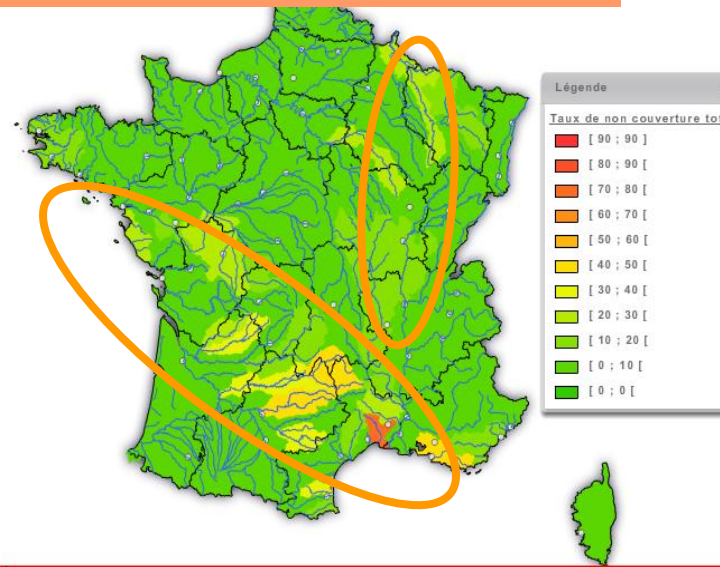 Légende
Taux de non couverture
[ 90 ; 90 ]
[ 80 ; 90 [
[ 70 ; 80 [
[ 60 ; 70 [
[ 50 ; 60 [
[ 40 ; 50 [
[ 30 ; 40 [
[ 20 ; 30 [
[ 10 ; 20 [
[ 0 ; 10 [
[ 0 ; 0 [